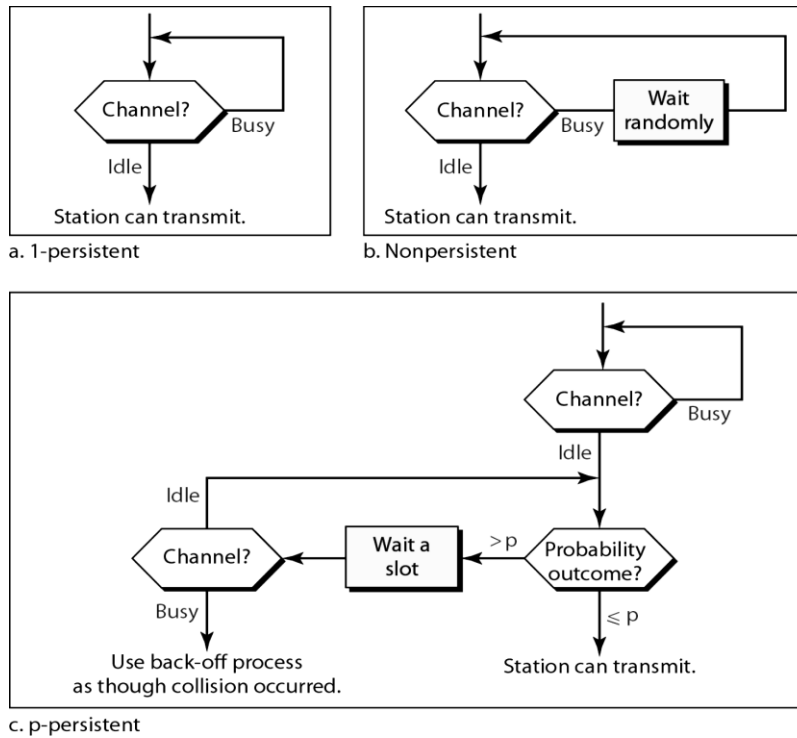 Channel?
Busy
Idle
Station can transmit.
a. 1-persistent
Channel?
Busy
Wait
randomly
Idle
Station can transmit.
b. Nonpersistent
Channel?
Busy
Idle
Idle
Channel?
Wait a
slot
>p
Probability
outcome?
Busy
≤ p
Use back-off process
as though collision occurred.
Station can transmit.
c. p-persistent